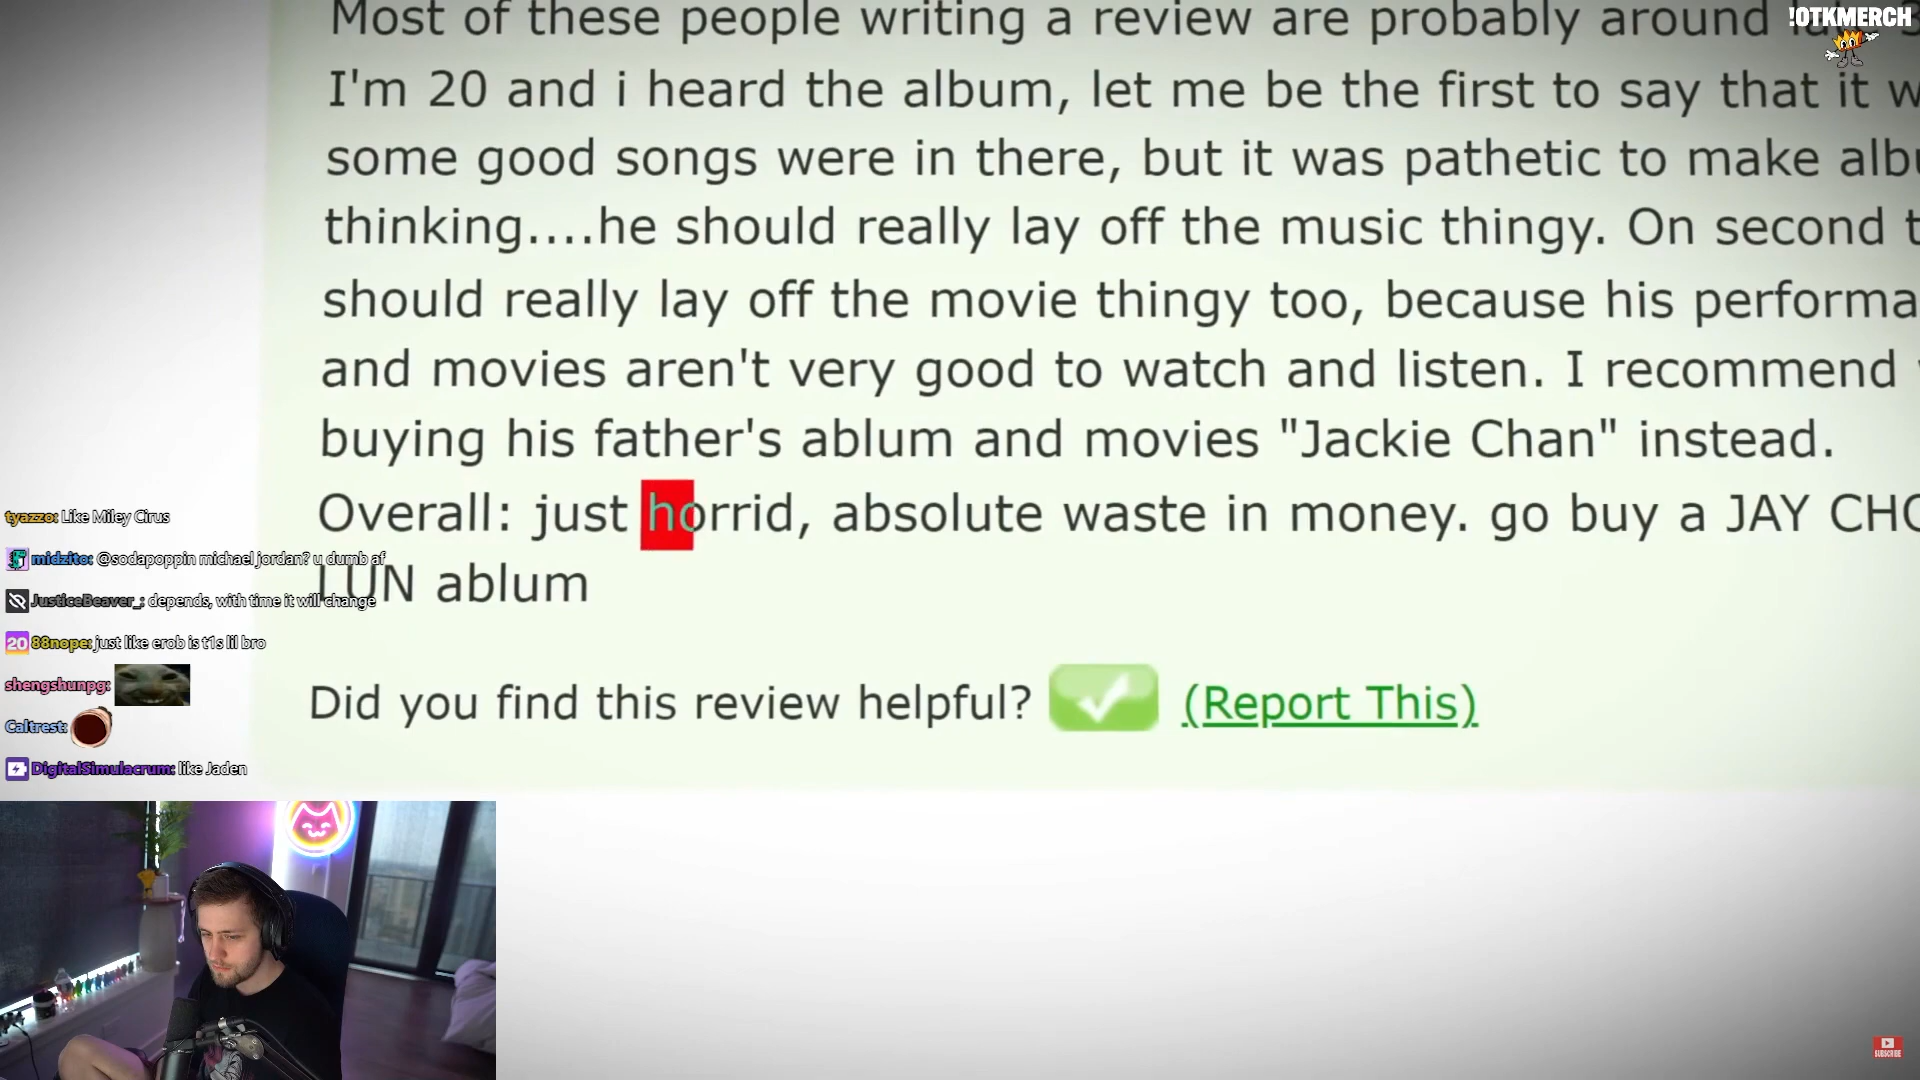 !OTKMERCH
Most of these people writing a review are probably around
I'm 20 and i heard the album, let me be the first to say that it w
some good songs were in there, but it was pathetic to make albu
thinking....he should really lay off the music thingy. On second t
should really lay off the movie thingy too, because his performa
and movies aren't very good to watch and listen. I recommend
buying his father's ablum and movies "Jackie Chan" instead.
Overall: just horrid, absolute waste in money. go buy a JAY CHO
LUN ablum
Did you find this review helpful? (Report This)
tyazzo: Like Miley Cirus
midzito: @sodapoppin michael jordan? u dumb af
JusticeBeaver_: depends, with time it will change
20 88nope: just like erob is t1s lil bro
shengshunpg:
Caltrest:
DigitalSimulacrum: like Jaden
SUBSCRIBE